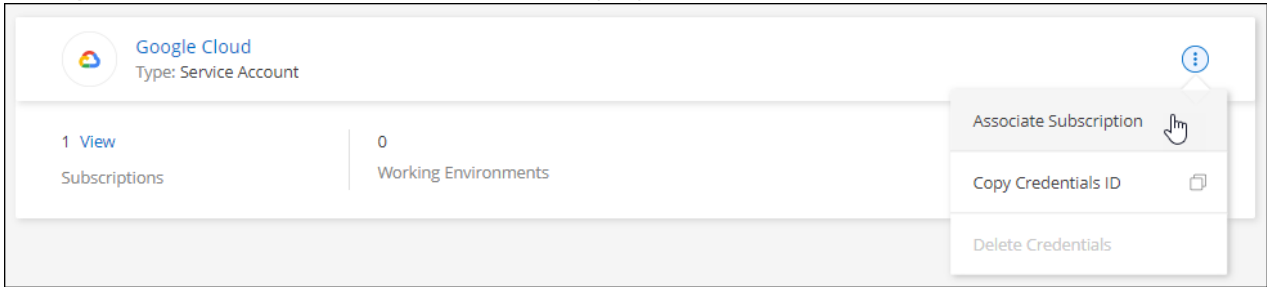 Google Cloud
Type: Service Account
Associate Subscription
1 View
0
Subscriptions
Working Environments
Copy Credentials ID
Delete Credentials